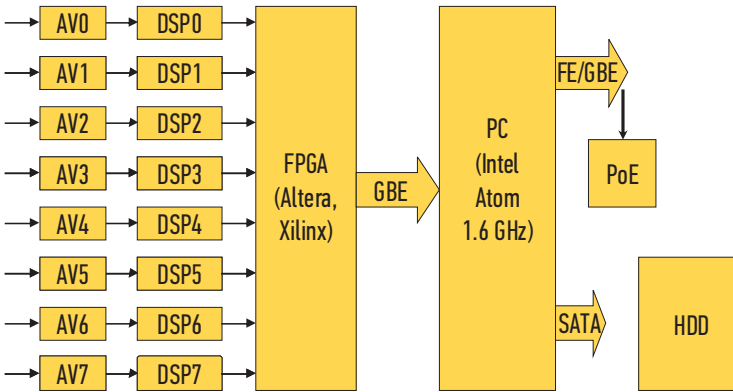 AV0 DSP0
AV1 DSP1
AV2 DSP2
AV3 DSP3
AV4 DSP4
AV5 DSP5
AV6 DSP6
AV7 DSP7
FPGA
(Altera,
Xilinx)
GBE
PC
(Intel
Atom
1.6 GHz)
FE/GBE
PoE
SATA
HDD